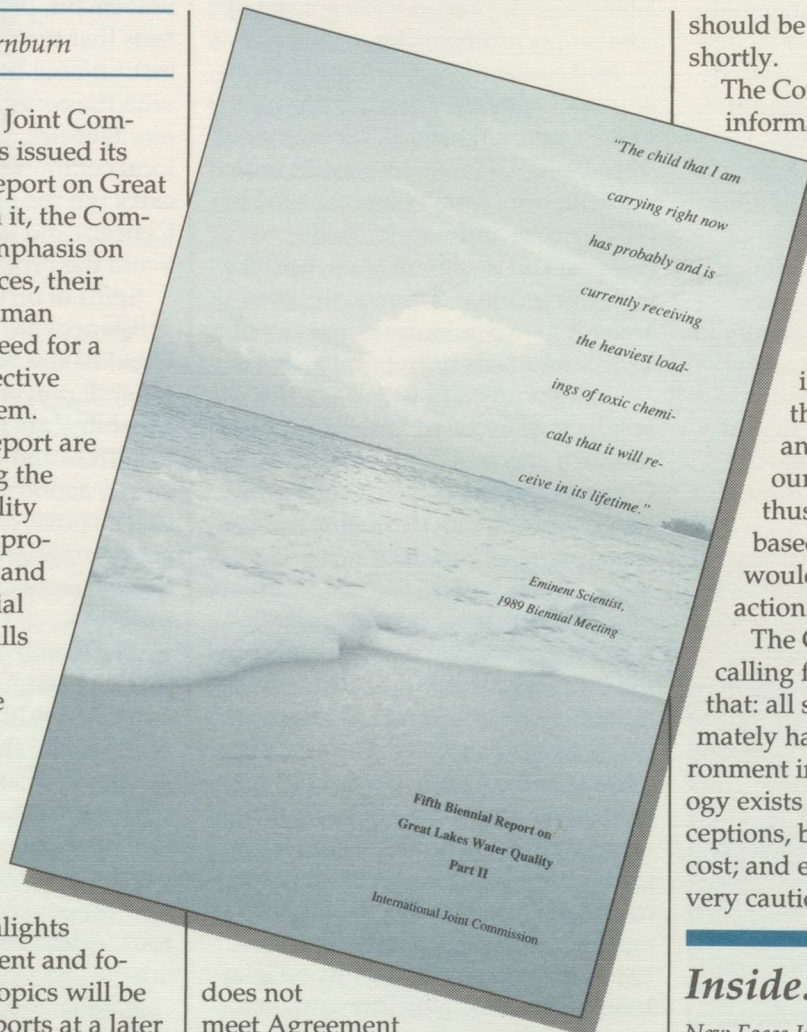 rnburn
Joint Com-
s issued its
eport on Great
it, the Com-
mphasis on
ces, their
man
eed for a
ective
em.
eport are
g the
lity
pro-
and
ial
lls
e
lights
ent and fo-
opics will be
ports at a later
"The child that I am
carrying right now
has probably and is
currently receiving
the heaviest load-
ings of toxic chemi-
cals that it will re-
ceive in its lifetime."
Eminent Scientist,
1989 Biennial Meeting
Fifth Biennial Report on
Great Lakes Water Quality
Part II
International Joint Commission
does not
meet Agreement
should be
shortly.
The Co
inform
i
th
an
our
thus
based
would
action
The C
calling f
that: all s
mately ha
ronment in
ogy exists
ceptions, b
cost; and e
very cautio
Inside